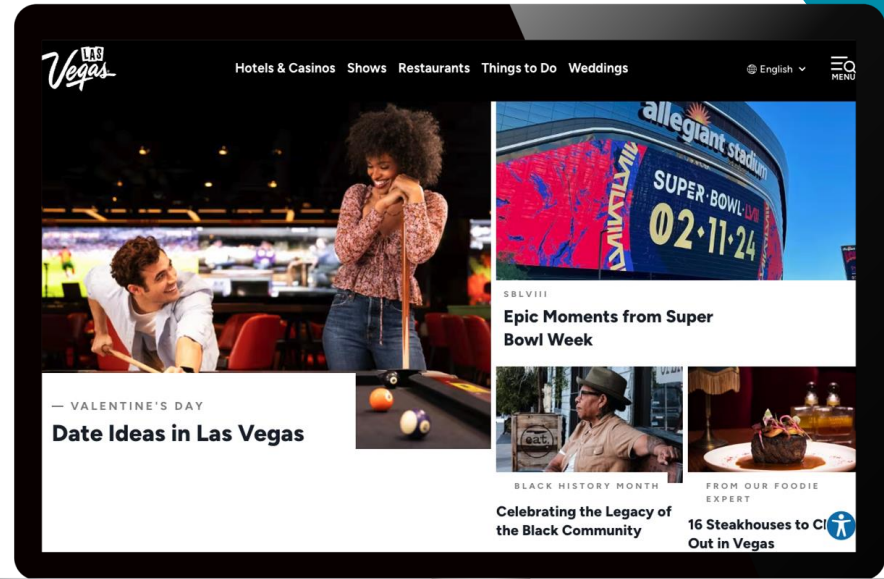 LAS
Vegas
Hotels & Casinos Shows Restaurants Things to Do Weddings
English
MENU
allegiant stadium
SUPER·BOWL·LVIII
02·11·24
SBLVIII
Epic Moments from Super
Bowl Week
— VALENTINE'S DAY
Date Ideas in Las Vegas
eat.
BLACK HISTORY MONTH
Celebrating the Legacy of
the Black Community
FROM OUR FOODIE
EXPERT
16 Steakhouses to
Out in Vegas